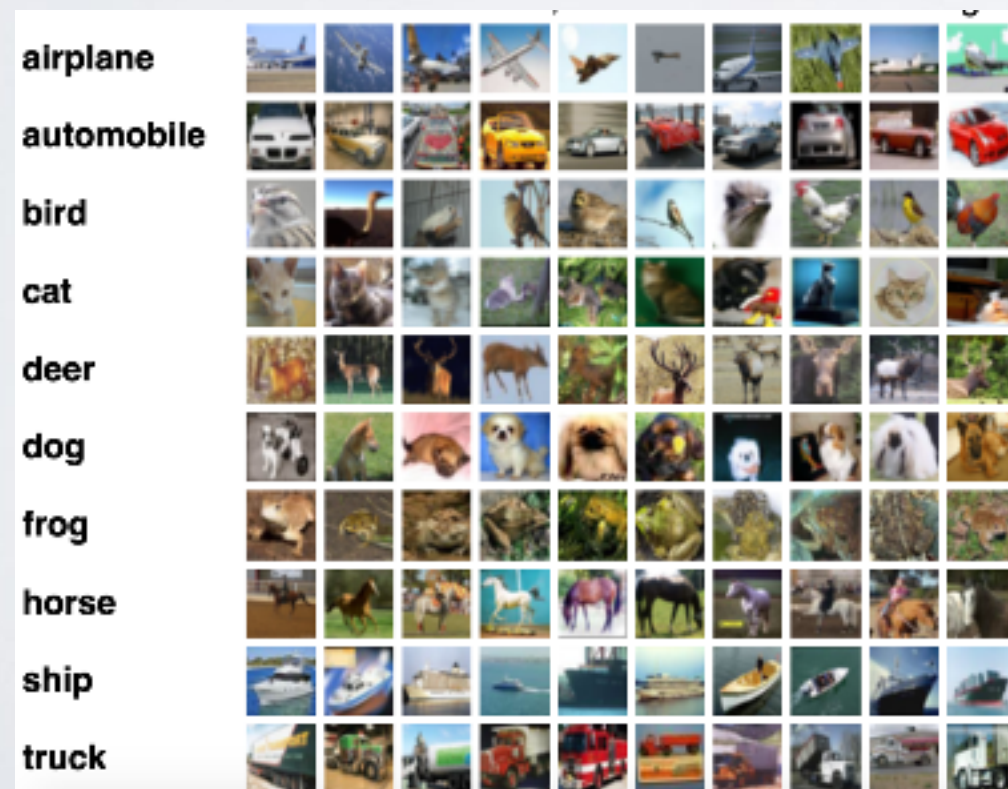 airplane
automobile
bird
cat
deer
dog
frog
horse
ship
truck